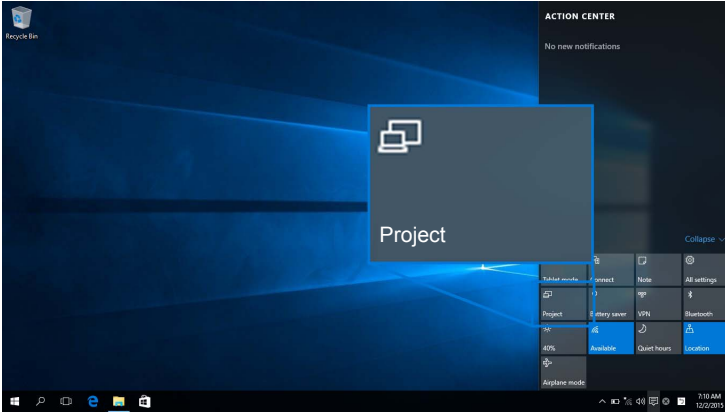 ACTION CENTER
Recycle Bin
No new notifications
Project
Collapse
Tablet mode
Connect
Note
All settings
Project
Battery saver
VPN
Bluetooth
40%
Available
Quiet hours
Location
Airplane mode
7:10 AM
12/2/2015